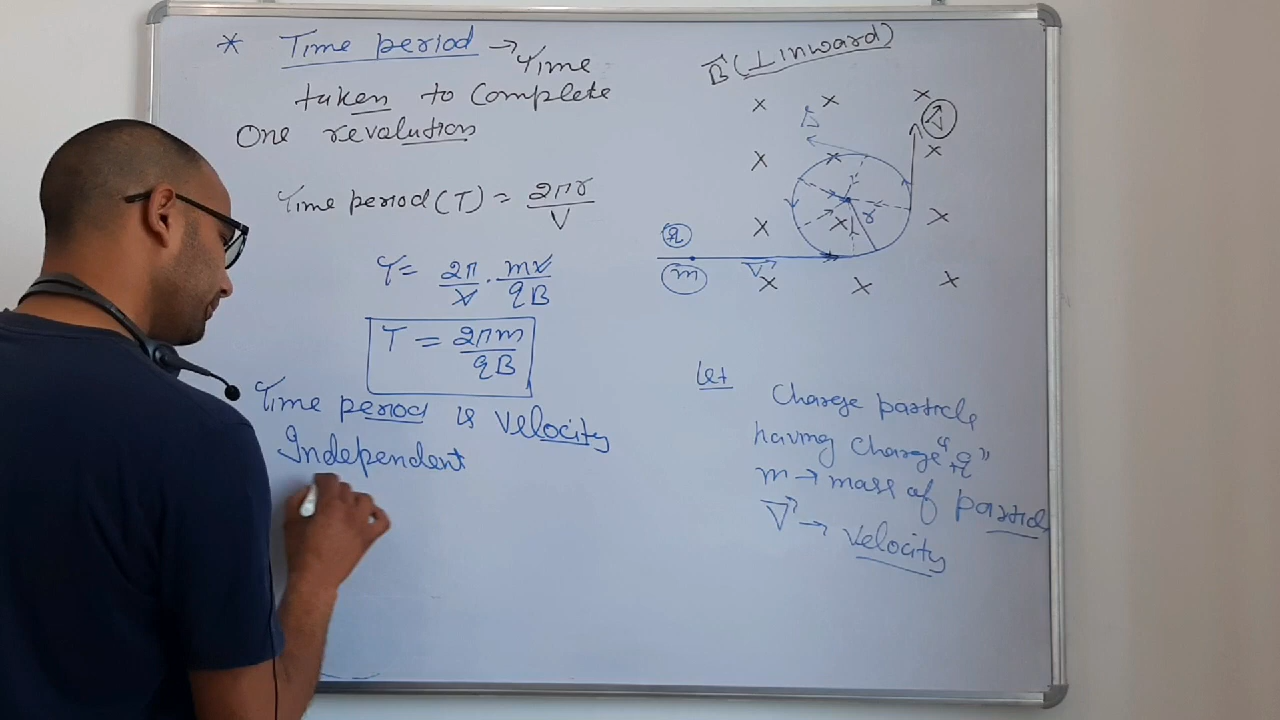 * Time period → Time
taken to Complete
One revalution
Time period (T) = 2πr/V
T = 2π/V · mv/qB
T = 2πm/qB
Time period is Velocity
Independent
B⃗ (⊥ inward)
x x x
V⃗
x x x
r
x x x x
r
q
m
V⃗
x x x
Let Charge particle
having charge "+q"
m → mass of particle
V⃗ → Velocity